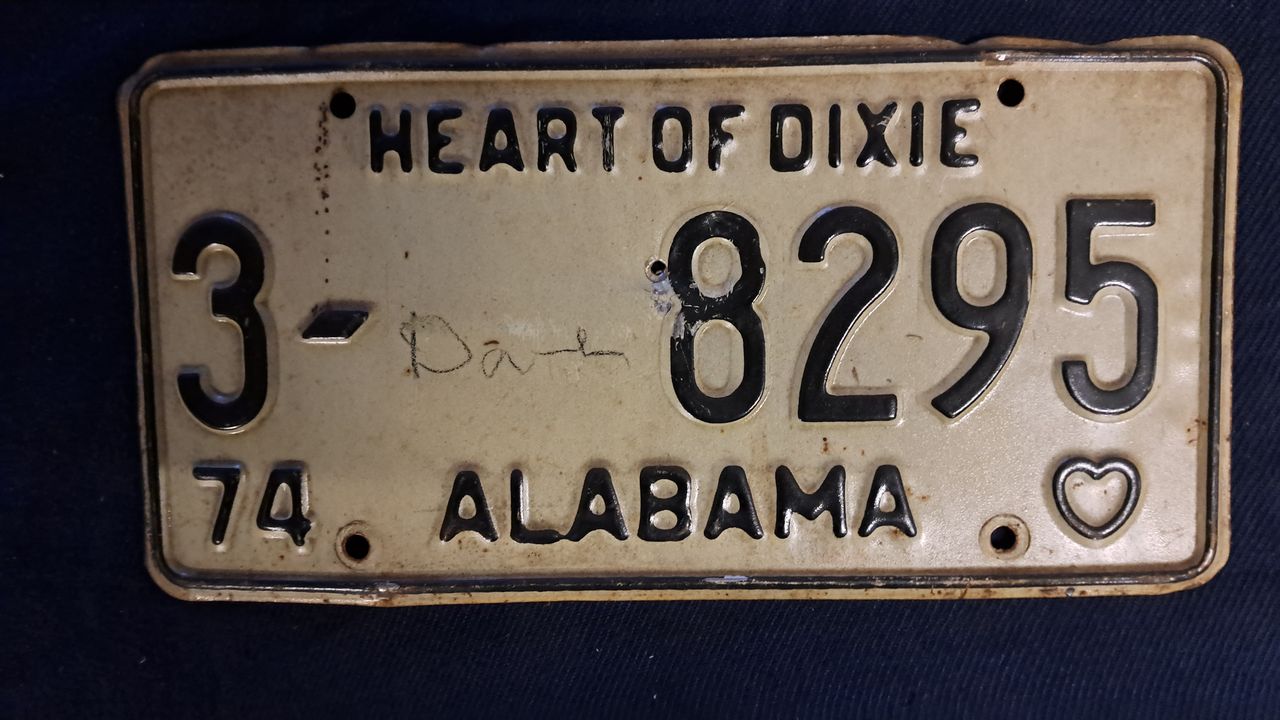 HEART OF DIXIE
3-8295
74 ALABAMA